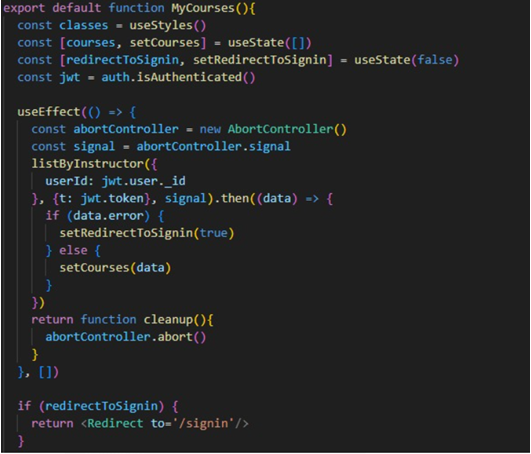 export default function MyCourses(){
  const classes = useStyles()
  const [courses, setCourses] = useState([])
  const [redirectToSignin, setRedirectToSignin] = useState(false)
  const jwt = auth.isAuthenticated()

  useEffect(() => {
    const abortController = new AbortController()
    const signal = abortController.signal
    listByInstructor({
      userId: jwt.user._id
    }, {t: jwt.token}, signal).then((data) => {
      if (data.error) {
        setRedirectToSignin(true)
      } else {
        setCourses(data)
      }
    })
    return function cleanup(){
      abortController.abort()
    }
  }, [])

  if (redirectToSignin) {
    return <Redirect to='/signin'/>
  }